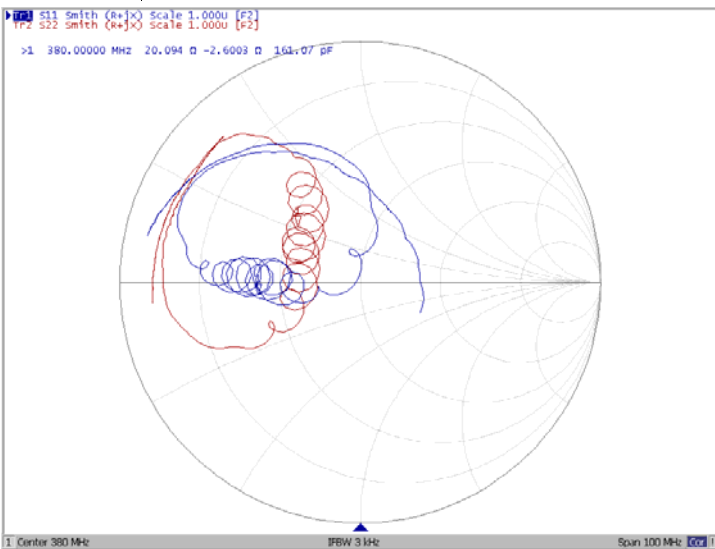 Tr1 S11 Smith (R+jX) Scale 1.000U [F2]
Tr2 S22 Smith (R+jX) Scale 1.000U [F2]
>1 380.00000 MHz 20.094 Ω -2.6003 Ω 161.07 pF
1 Center 380 MHz IFBW 3 kHz Span 100 MHz Cor !